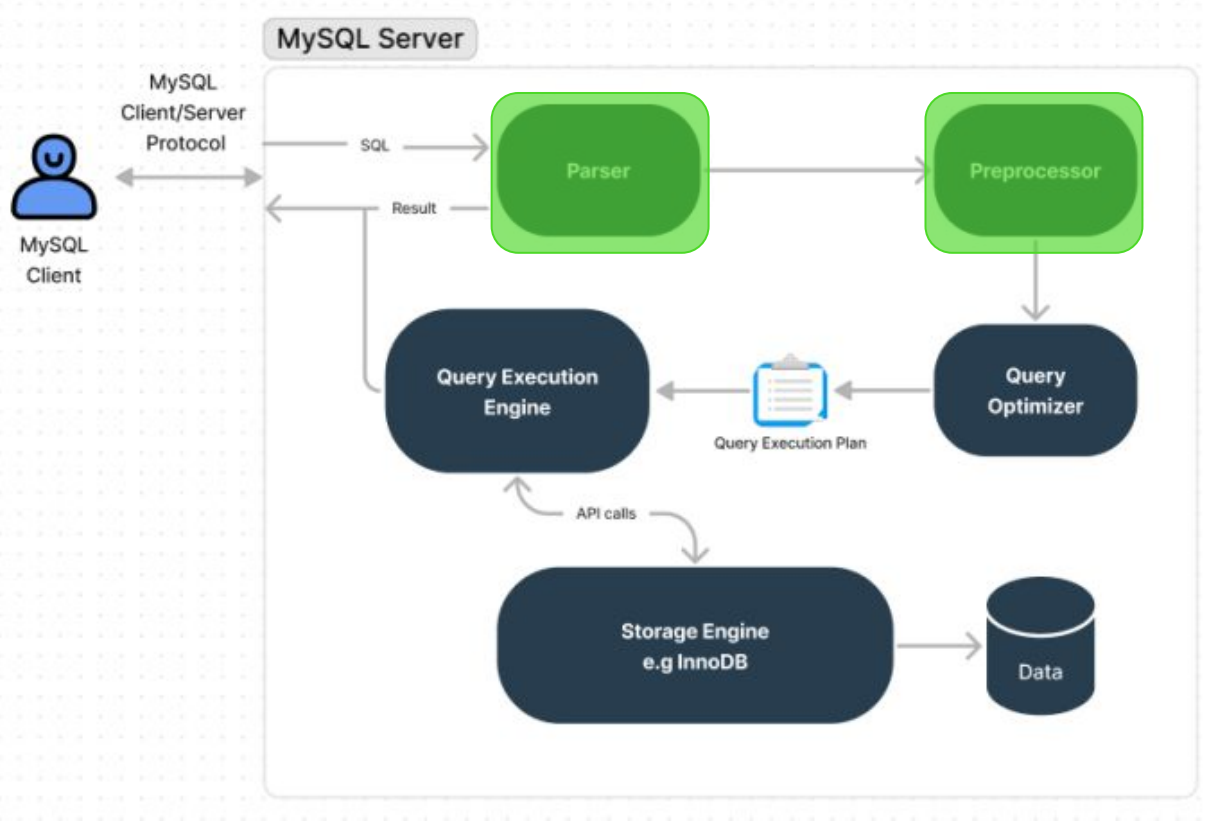 MySQL Server
MySQL
Client/Server
Protocol
MySQL
Client
SQL
Result
Parser
Preprocessor
Query Execution
Engine
Query Execution Plan
Query
Optimizer
API calls
Storage Engine
e.g InnoDB
Data